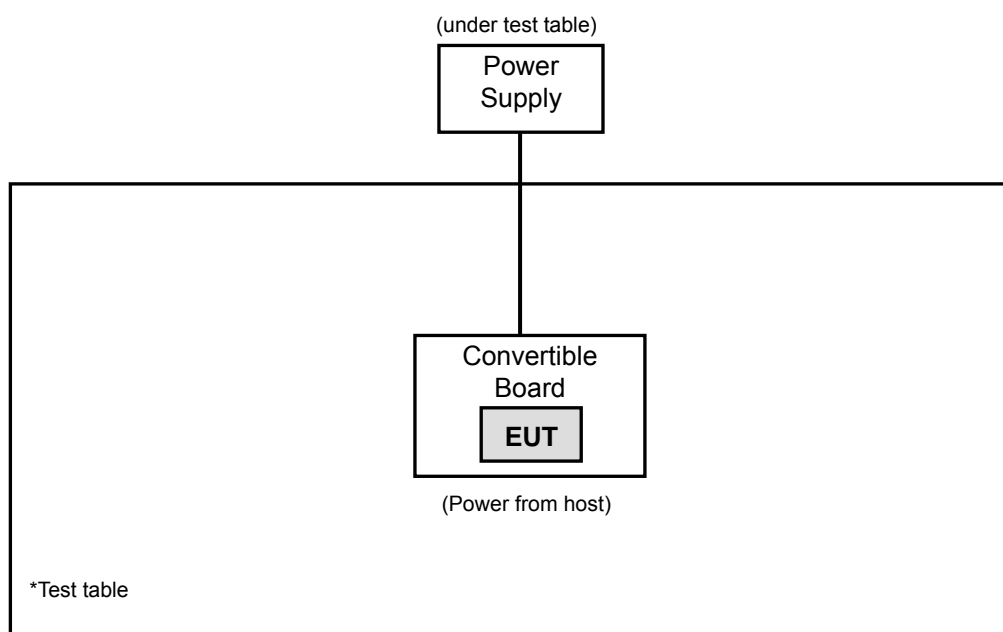 (under test table)
Power
Supply
Convertible
Board
EUT
(Power from host)
*Test table